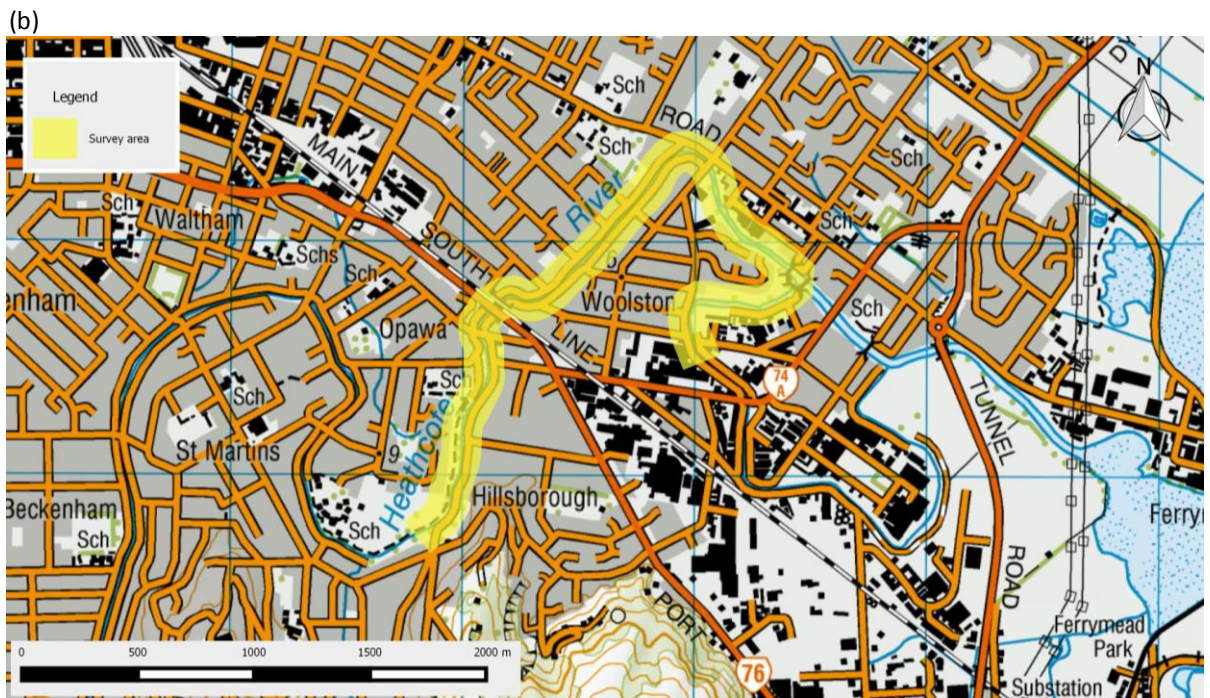 (b)
Legend
Survey area
N
MAIN
SOUTH
LINE
ROAD
Sch
Sch
Sch
Sch
River
Sch
Waltham
Schs
Sch
enham
Opawa
Woolston
Sch
74
A
Sch
Sch
St Martins
9
Heathcote
Sch
Hillsborough
Beckenham
Sch
TUNNEL
ROAD
Ferry
PORT
76
Ferrymead
Park
Substation
0 500 1000 1500 2000 m